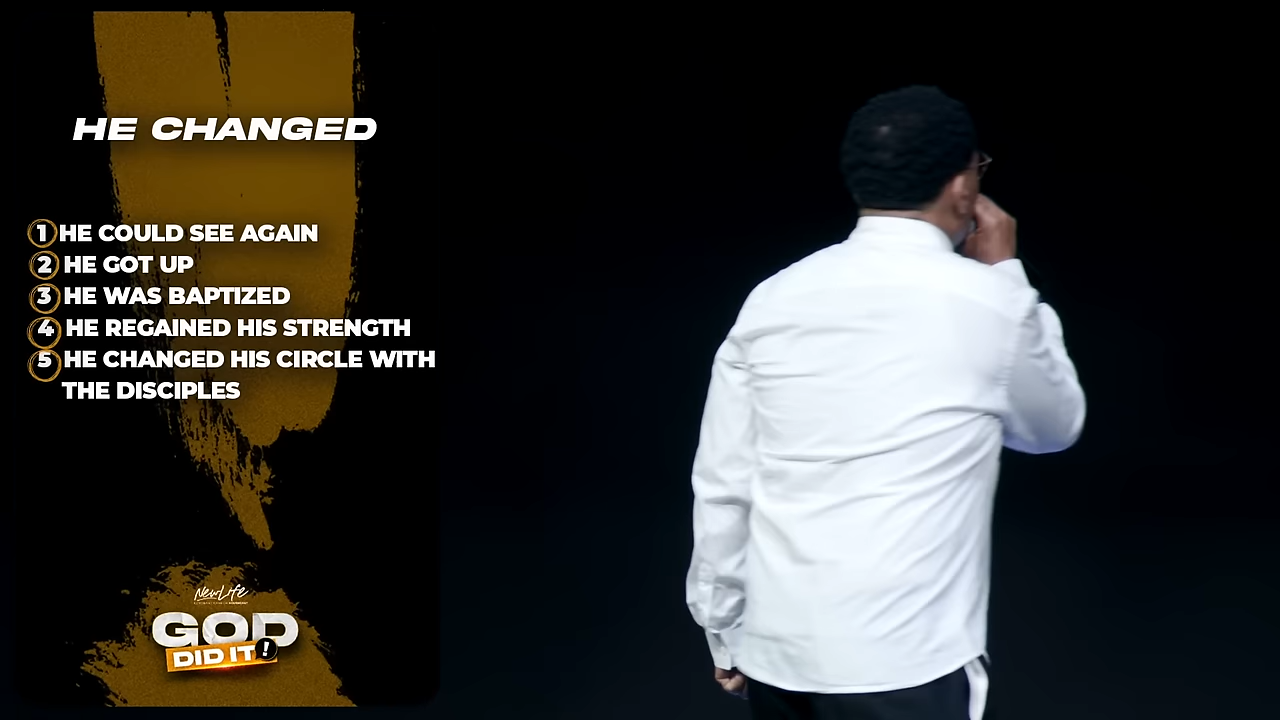 HE CHANGED
1 HE COULD SEE AGAIN
2 HE GOT UP
3 HE WAS BAPTIZED
4 HE REGAINED HIS STRENGTH
5 HE CHANGED HIS CIRCLE WITH
THE DISCIPLES
NewLife
GOD
DID IT!